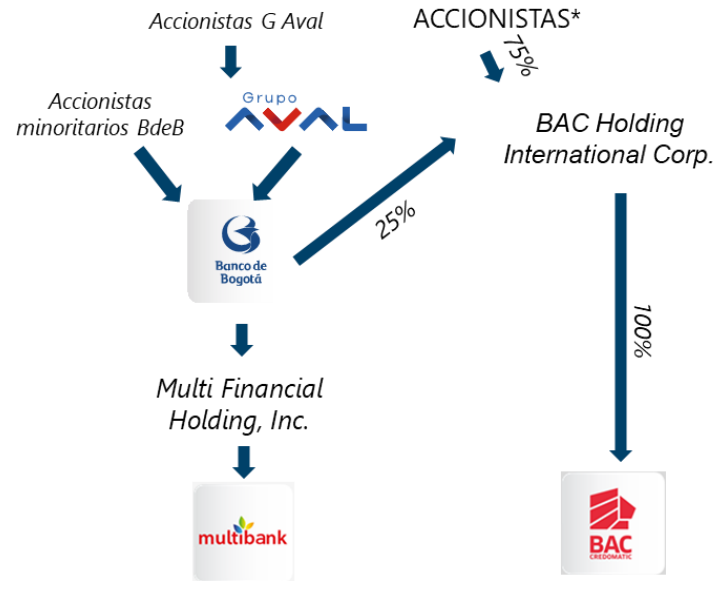 Accionistas G Aval
ACCIONISTAS*
75%
Accionistas
minoritarios BdeB
Grupo
AVAL
BAC Holding
International Corp.
25%
Banco de
Bogotá
100%
Multi Financial
Holding, Inc.
multibank
BAC
CREDOMATIC